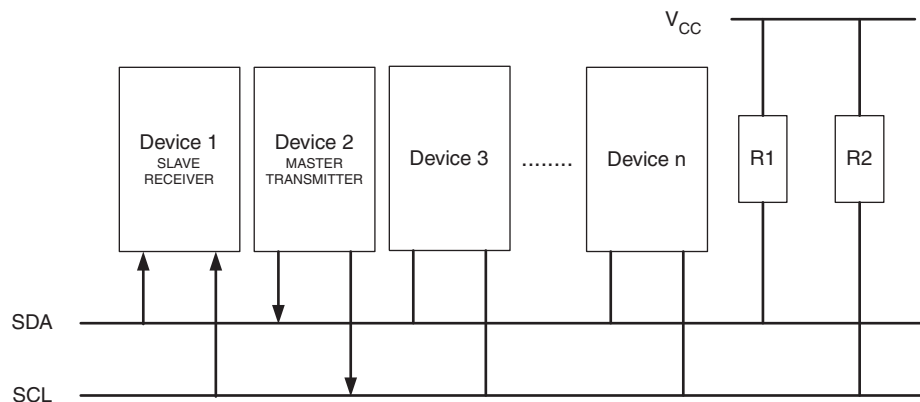 V_CC
Device 1
SLAVE
RECEIVER
Device 2
MASTER
TRANSMITTER
Device 3
........
Device n
R1
R2
SDA
SCL